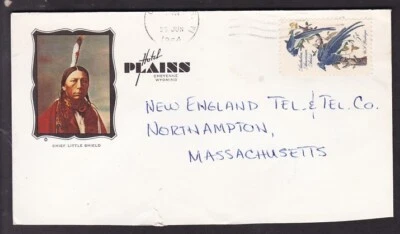 25 JUN
Hotel
PLAINS
CHEYENNE
WYOMING
NEW ENGLAND TEL. & TEL. CO.
NORTHAMPTON,
MASSACHUSETTS
CHIEF LITTLE SHIELD